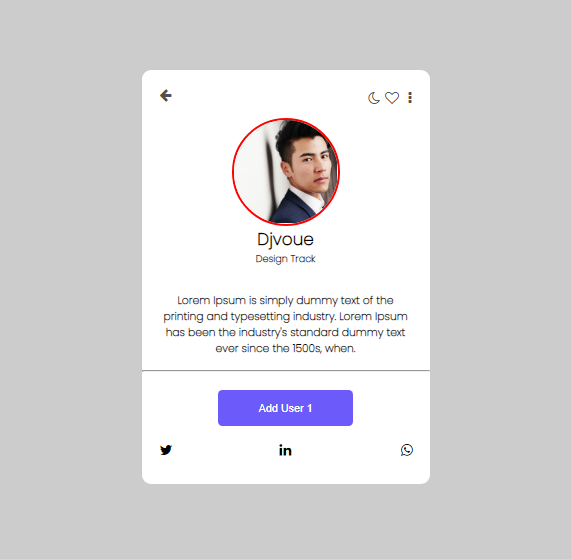 Djvoue
Design Track
Lorem Ipsum is simply dummy text of the
printing and typesetting industry. Lorem Ipsum
has been the industry's standard dummy text
ever since the 1500s, when.
Add User 1